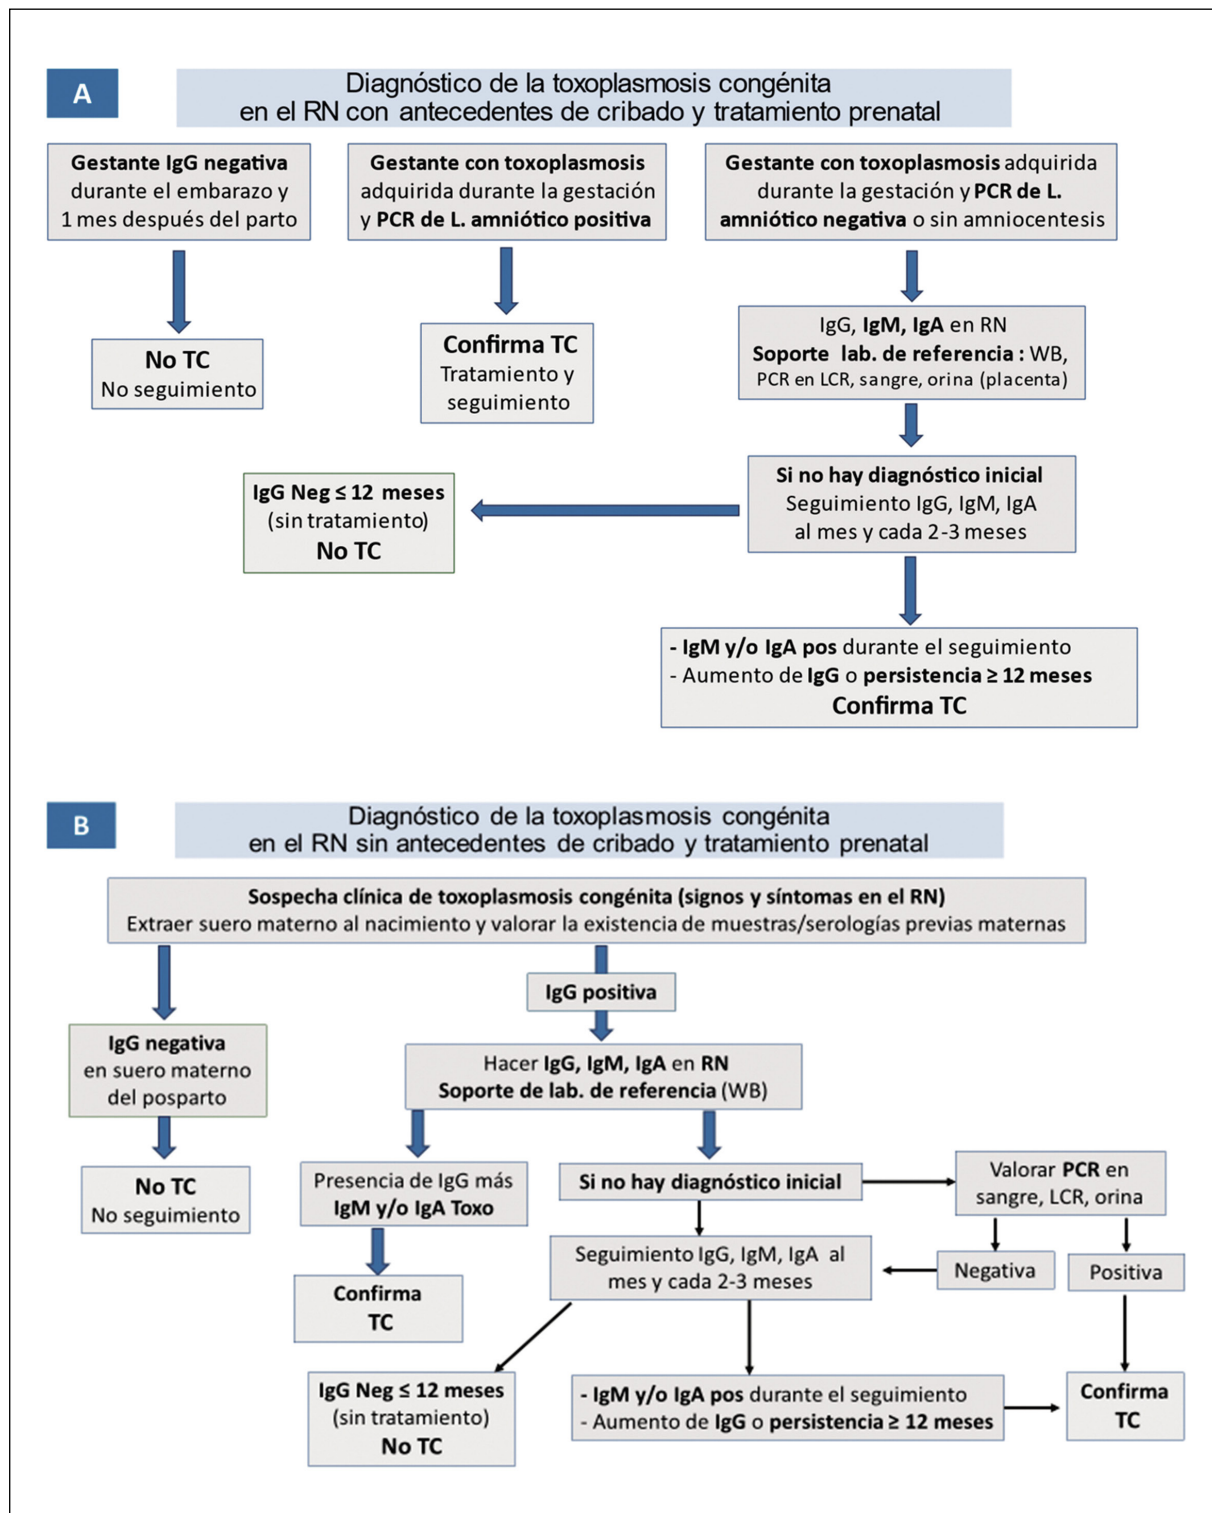 A
Diagnóstico de la toxoplasmosis congénita
en el RN con antecedentes de cribado y tratamiento prenatal
Gestante IgG negativa
durante el embarazo y
1 mes después del parto
Gestante con toxoplasmosis
adquirida durante la gestación
y PCR de L. amniótico positiva
Gestante con toxoplasmosis adquirida
durante la gestación y PCR de L.
amniótico negativa o sin amniocentesis
No TC
No seguimiento
Confirma TC
Tratamiento y
seguimiento
IgG, IgM, IgA en RN
Soporte lab. de referencia : WB,
PCR en LCR, sangre, orina (placenta)
Si no hay diagnóstico inicial
Seguimiento IgG, IgM, IgA
al mes y cada 2-3 meses
IgG Neg ≤ 12 meses
(sin tratamiento)
No TC
- IgM y/o IgA pos durante el seguimiento
- Aumento de IgG o persistencia ≥ 12 meses
Confirma TC
B
Diagnóstico de la toxoplasmosis congénita
en el RN sin antecedentes de cribado y tratamiento prenatal
Sospecha clínica de toxoplasmosis congénita (signos y síntomas en el RN)
Extraer suero materno al nacimiento y valorar la existencia de muestras/serologías previas maternas
IgG positiva
IgG negativa
en suero materno
del posparto
Hacer IgG, IgM, IgA en RN
Soporte de lab. de referencia (WB)
No TC
No seguimiento
Presencia de IgG más
IgM y/o IgA Toxo
Si no hay diagnóstico inicial
Valorar PCR en
sangre, LCR, orina
Confirma
TC
Seguimiento IgG, IgM, IgA al
mes y cada 2-3 meses
Negativa
Positiva
IgG Neg ≤ 12 meses
(sin tratamiento)
No TC
- IgM y/o IgA pos durante el seguimiento
- Aumento de IgG o persistencia ≥ 12 meses
Confirma
TC